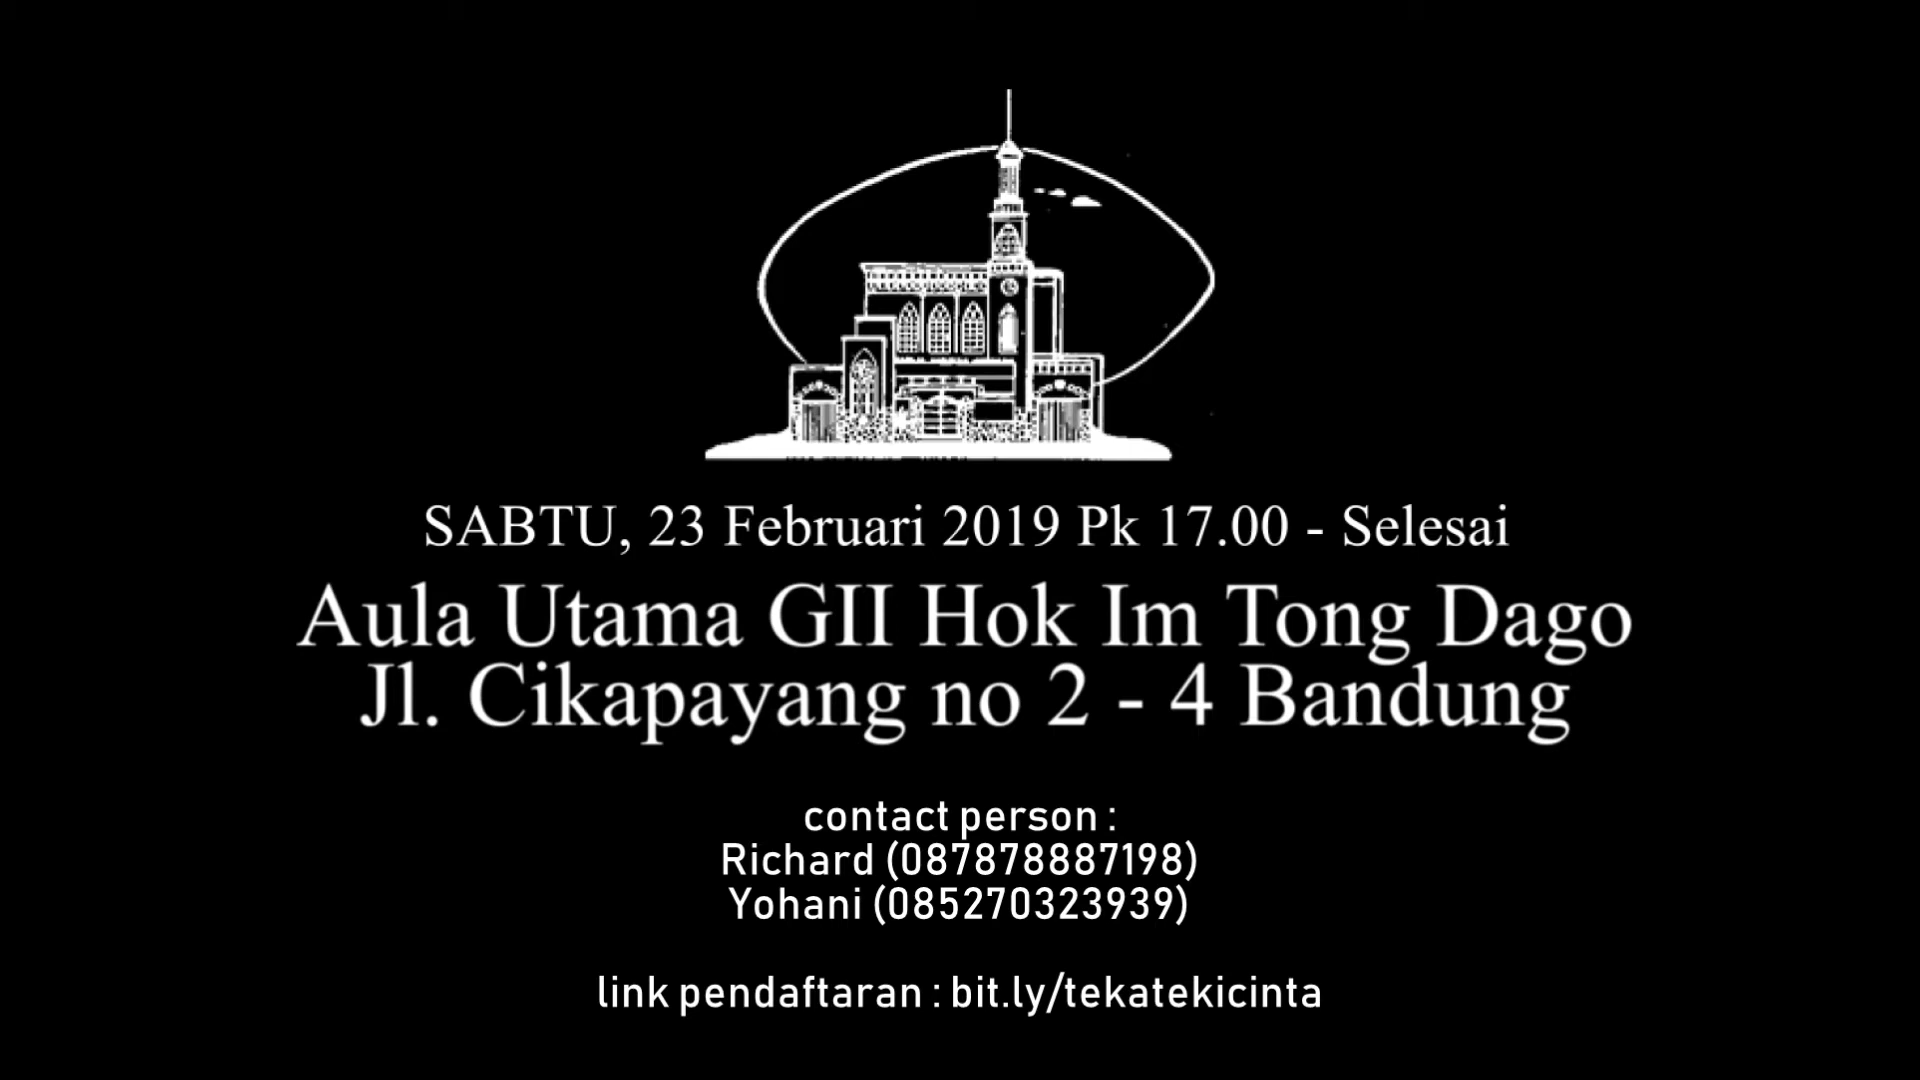 SABTU, 23 Februari 2019 Pk 17.00 - Selesai
Aula Utama GII Hok Im Tong Dago
Jl. Cikapayang no 2 - 4 Bandung
contact person :
Richard (087878887198)
Yohani (085270323939)
link pendaftaran : bit.ly/tekatekicinta